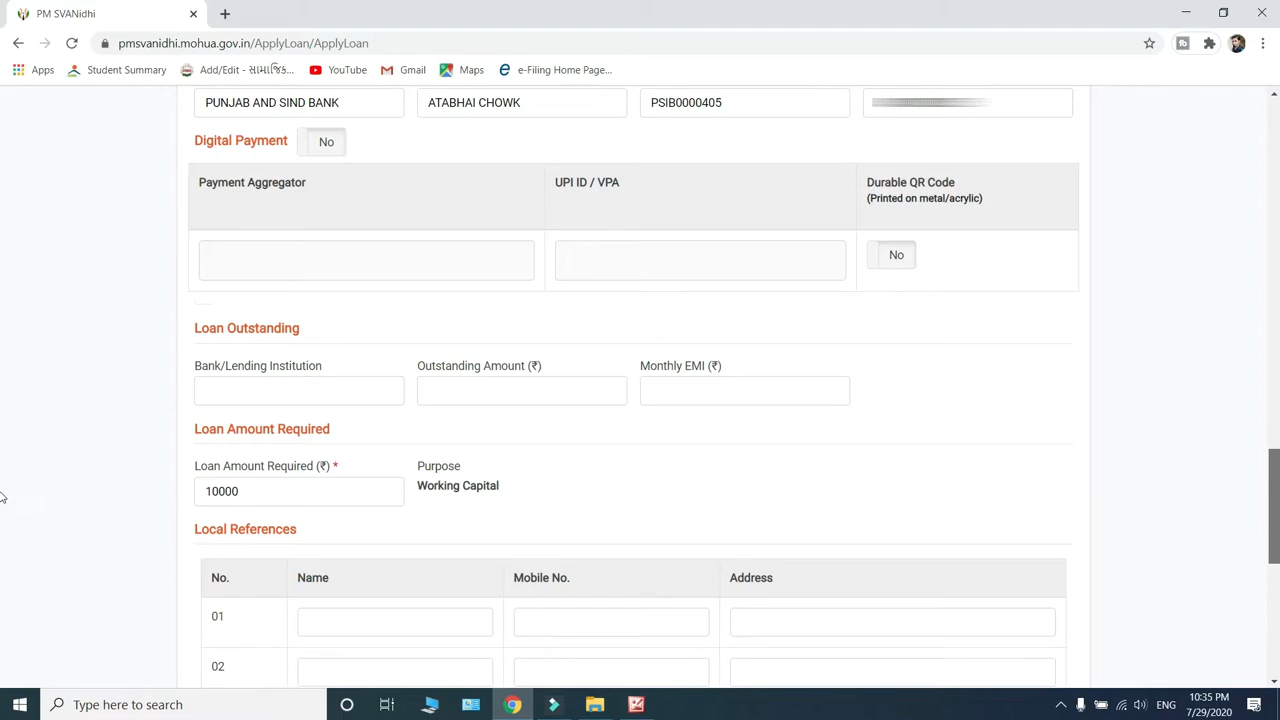 PM SVANidhi
pmsvanidhi.mohua.gov.in/ApplyLoan/ApplyLoan
Apps Student Summary Add/Edit - સામાજિક... YouTube Gmail Maps e-Filing Home Page...
PUNJAB AND SIND BANK ATABHAI CHOWK PSIB0000405
Digital Payment No
Payment Aggregator UPI ID / VPA Durable QR Code
(Printed on metal/acrylic)
No
Loan Outstanding
Bank/Lending Institution Outstanding Amount (₹) Monthly EMI (₹)
Loan Amount Required
Loan Amount Required (₹) * Purpose
10000 Working Capital
Local References
No. Name Mobile No. Address
01
02
Type here to search ENG 10:35 PM
7/29/2020